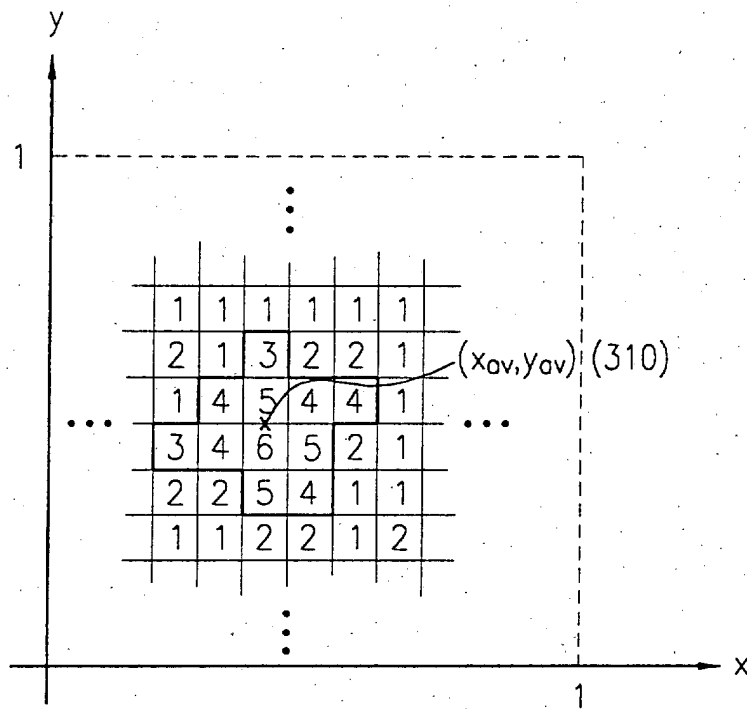 y
1
1 1 1 1 1 1
2 1 3 2 2 1
(xav,yav) (310)
1 4 5 4 4 1
x
3 4 6 5 2 1
2 2 5 4 1 1
1 1 2 2 1 2
x
1